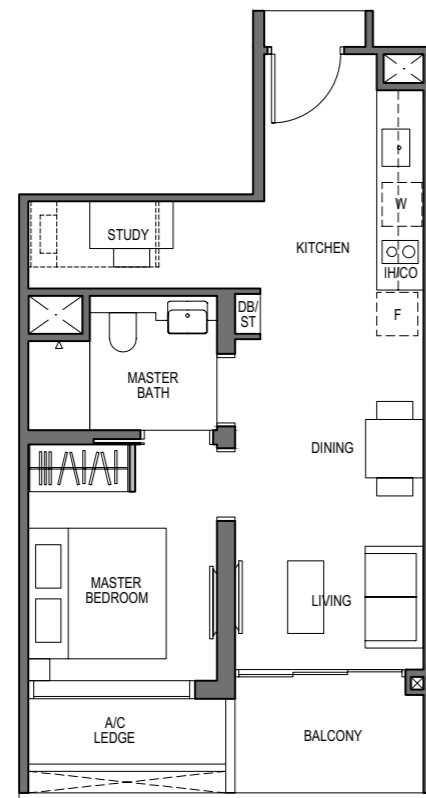 STUDY
KITCHEN
W
IH/CO
DB/
ST
F
MASTER
BATH
DINING
MASTER
BEDROOM
LIVING
A/C
LEDGE
BALCONY